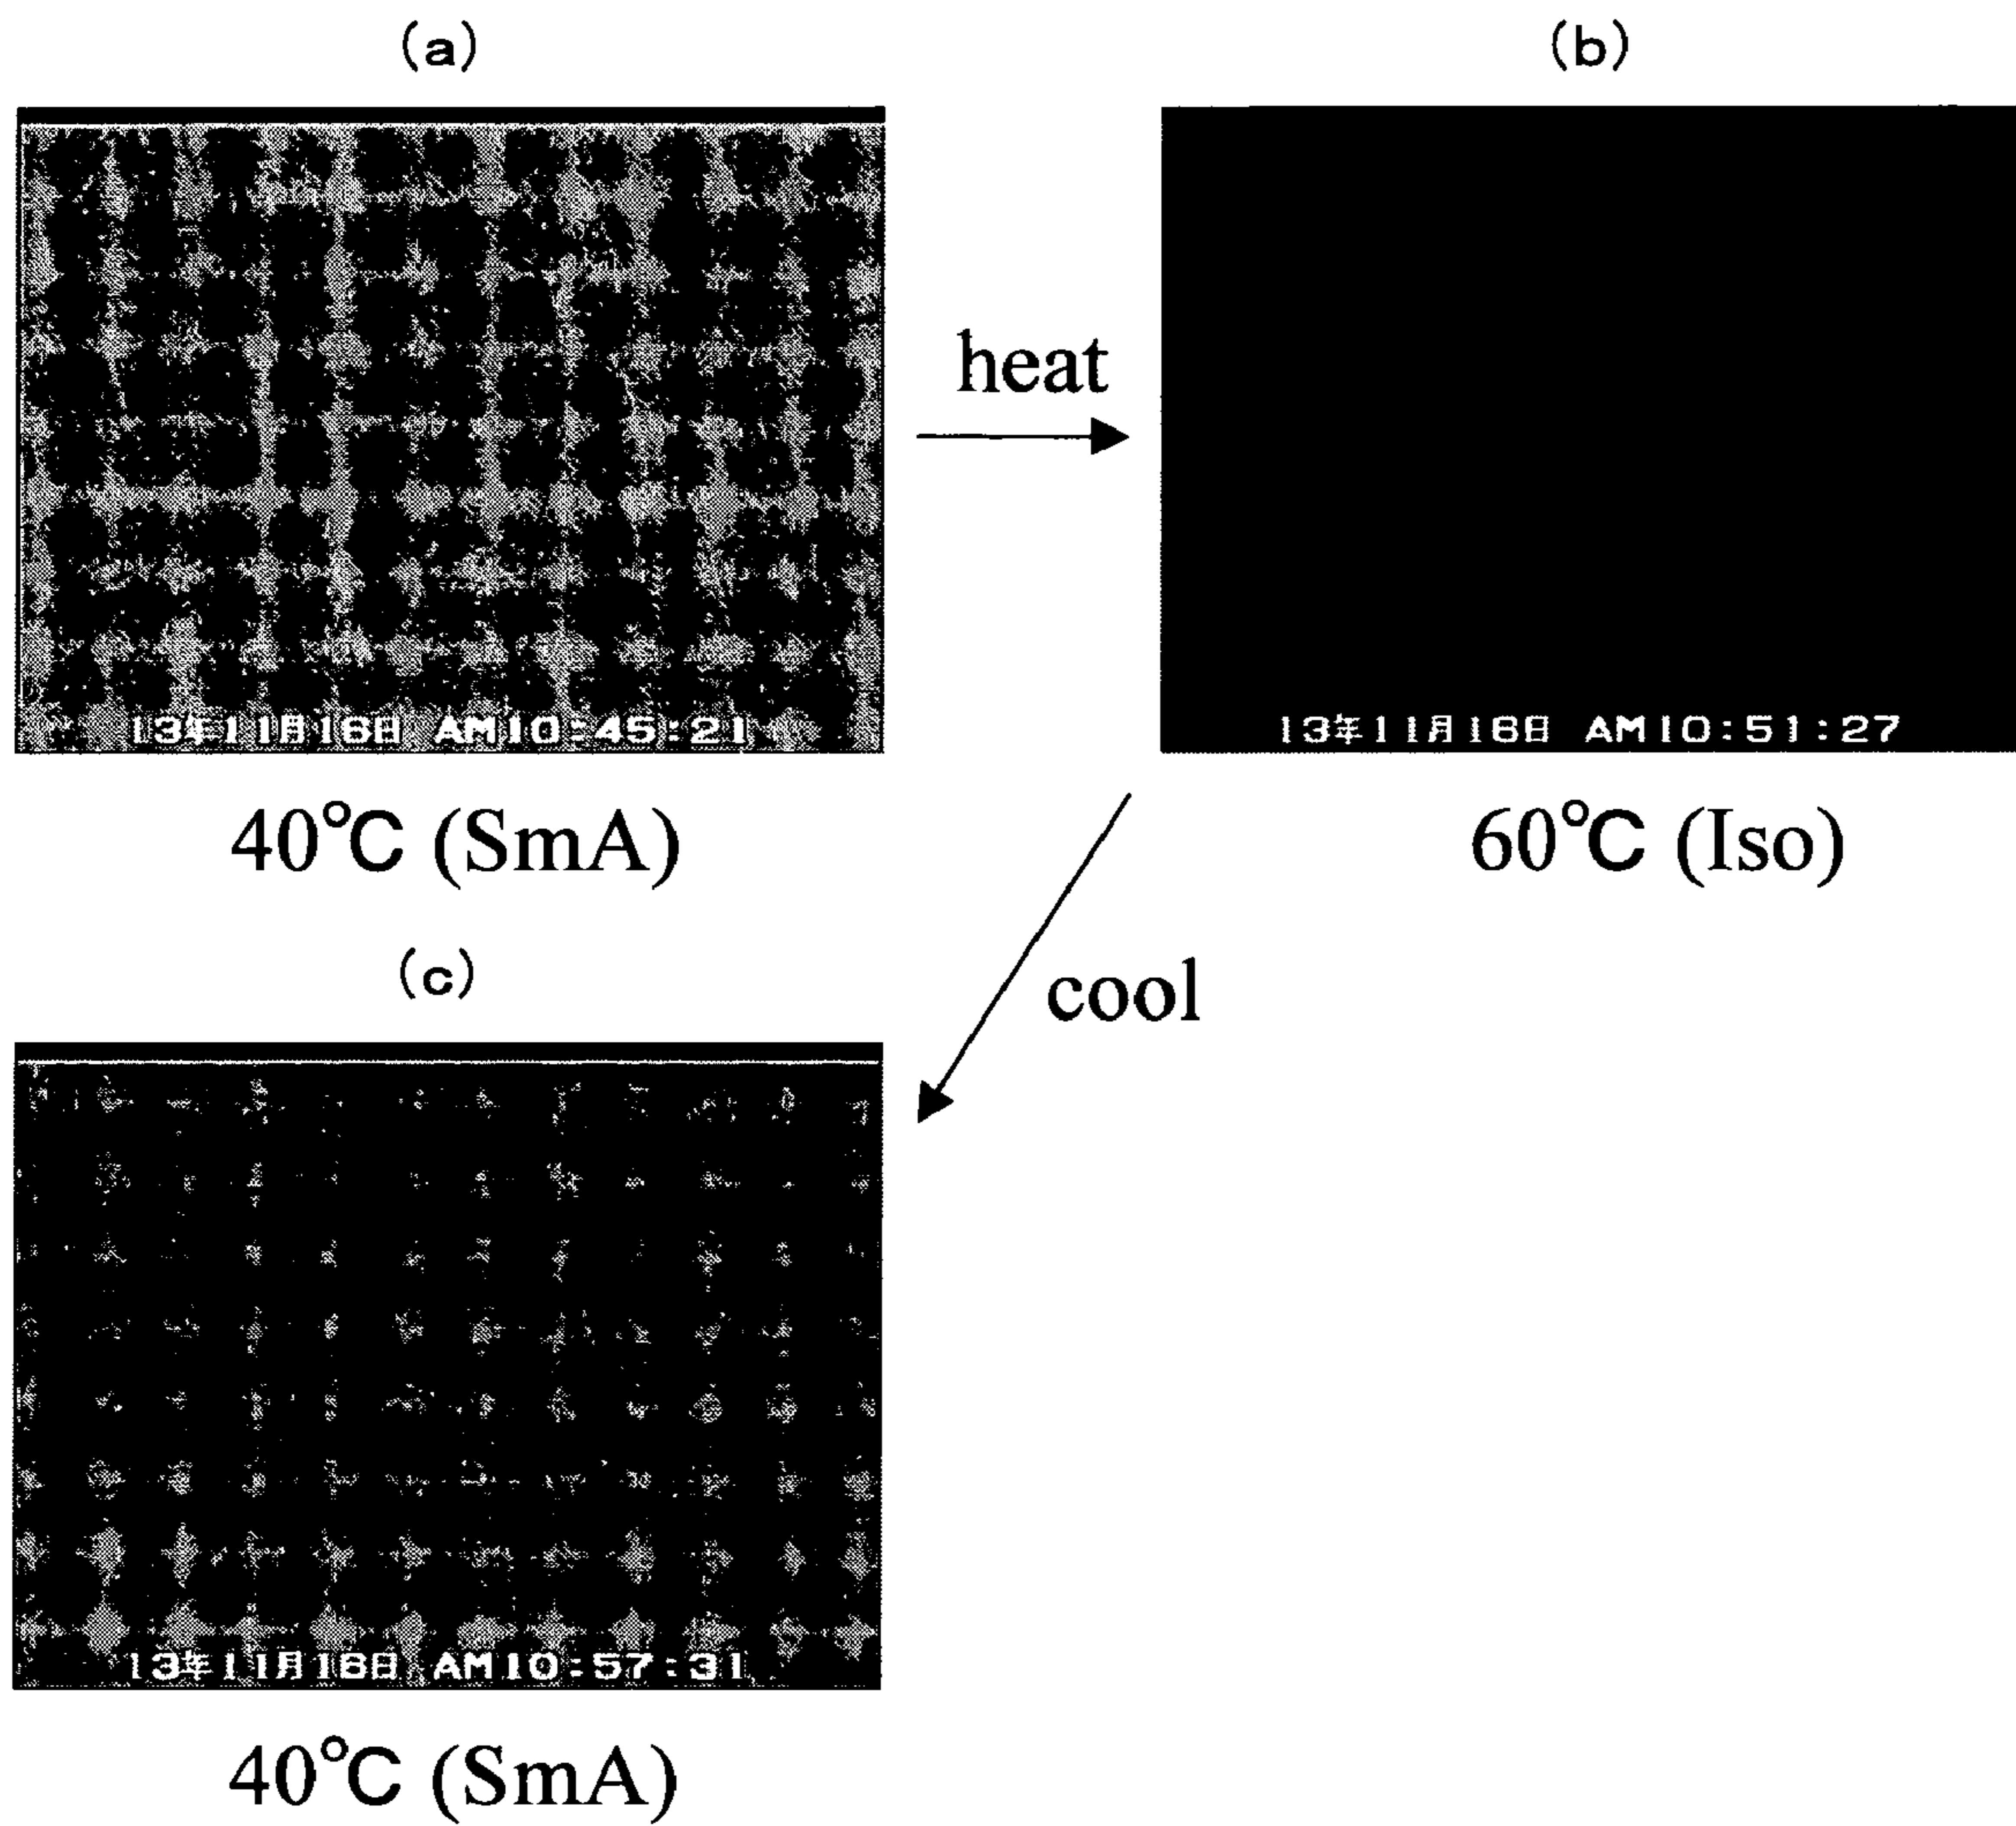 (a)
(b)
heat
13年11月16日 AM10:45:21
13年11月16日 AM10:51:27
40℃ (SmA)
60℃ (Iso)
(c)
cool
13年11月16日 AM10:57:31
40℃ (SmA)